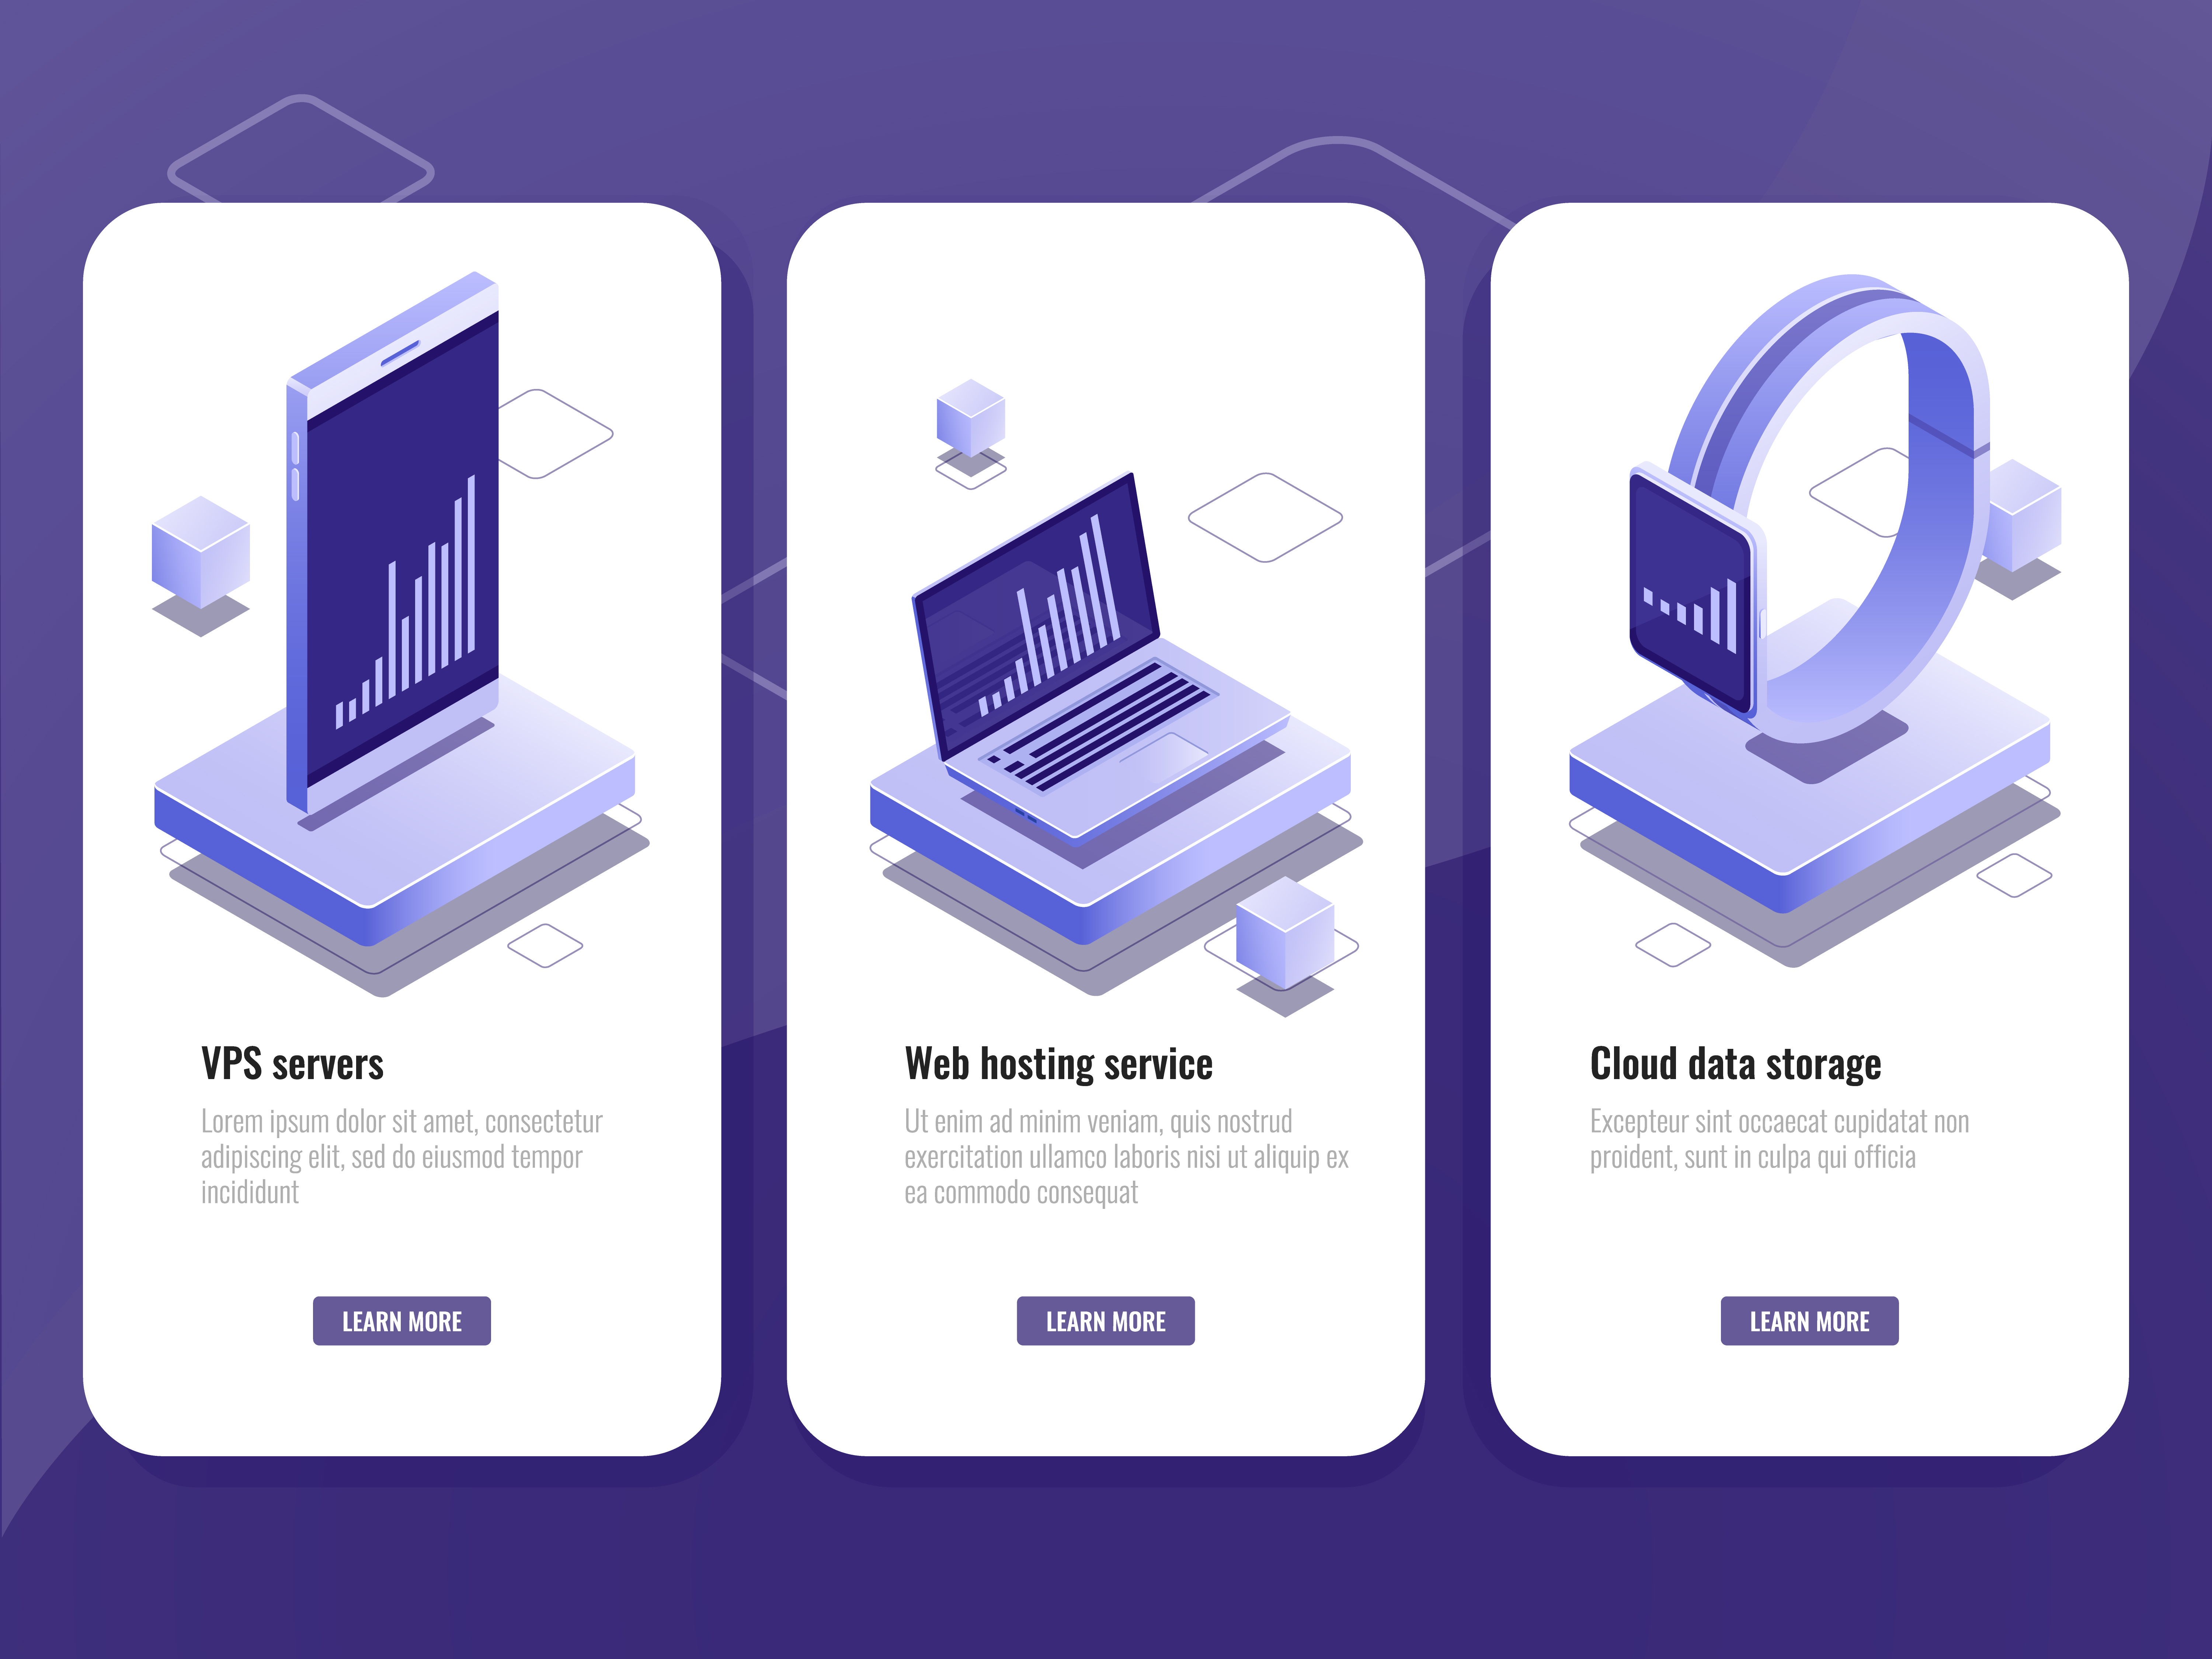 VPS servers
Lorem ipsum dolor sit amet, consectetur
adipiscing elit, sed do eiusmod tempor
incididunt
LEARN MORE
Web hosting service
Ut enim ad minim veniam, quis nostrud
exercitation ullamco laboris nisi ut aliquip ex
ea commodo consequat
LEARN MORE
Cloud data storage
Excepteur sint occaecat cupidatat non
proident, sunt in culpa qui officia
LEARN MORE